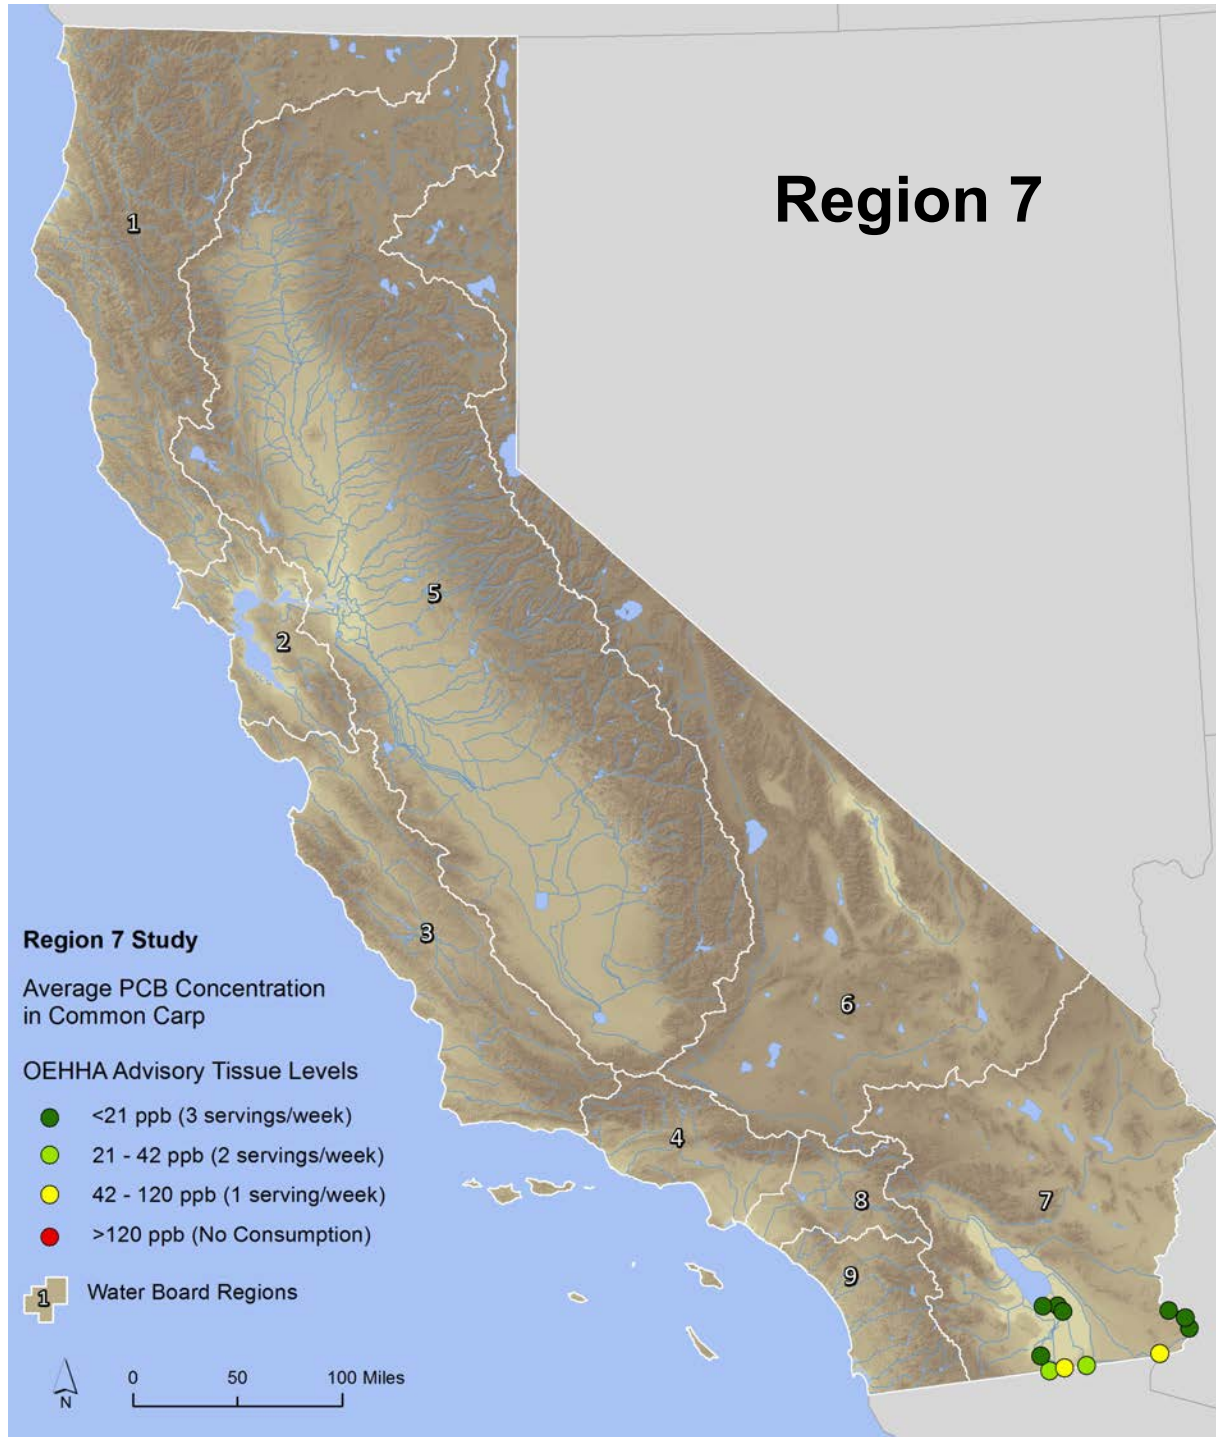 Region 7
1
5
2
3
6
4
8
7
9
Region 7 Study
Average PCB Concentration
in Common Carp
OEHHA Advisory Tissue Levels
<21 ppb (3 servings/week)
21 - 42 ppb (2 servings/week)
42 - 120 ppb (1 serving/week)
>120 ppb (No Consumption)
1 Water Board Regions
N
0 50 100 Miles